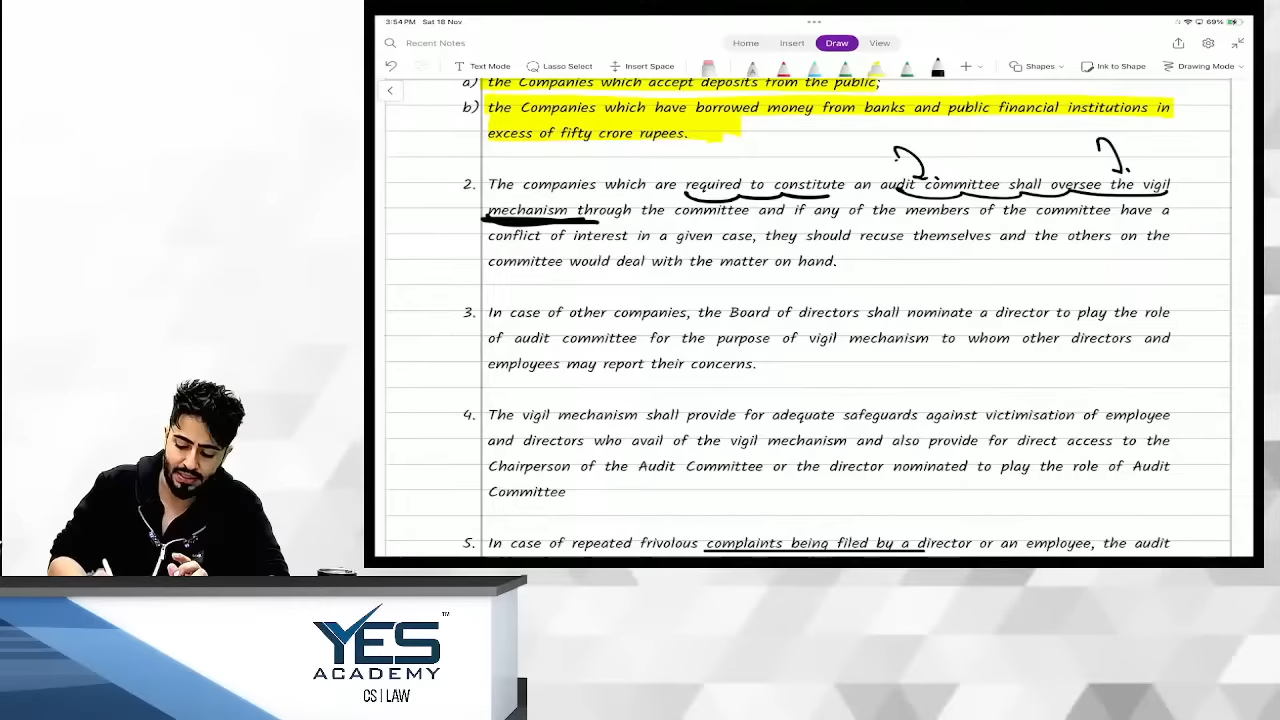 3:54 PM Sat 18 Nov
69%
Recent Notes
Home Insert Draw View
Text Mode Lasso Select Insert Space Shapes Ink to Shape Drawing Mode
a) the Companies which accept deposits from the public;
b) the Companies which have borrowed money from banks and public financial institutions in
excess of fifty crore rupees.
2. The companies which are required to constitute an audit committee shall oversee the vigil
mechanism through the committee and if any of the members of the committee have a
conflict of interest in a given case, they should recuse themselves and the others on the
committee would deal with the matter on hand.
3. In case of other companies, the Board of directors shall nominate a director to play the role
of audit committee for the purpose of vigil mechanism to whom other directors and
employees may report their concerns.
4. The vigil mechanism shall provide for adequate safegards against victimisation of employee
and directors who avail of the vigil mechanism and also provide for direct access to the
Chairperson of the Audit Committee or the director nominated to play the role of Audit
Committee
5. In case of repeated frivolous complaints being filed by a director or an employee, the audit
YES
TM
ACADEMY
CS | LAW